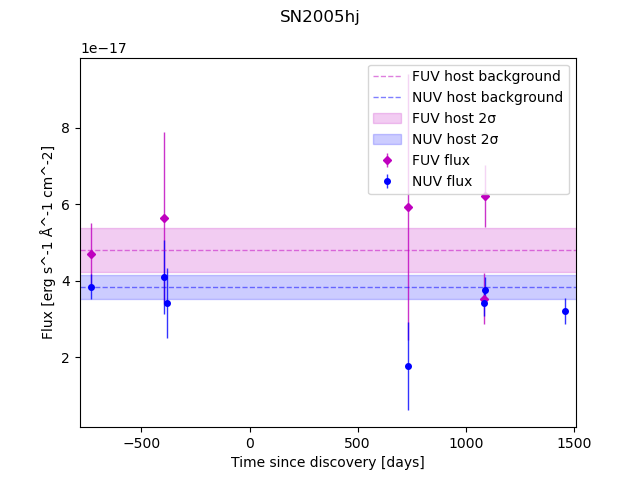 SN2005hj
1e−17
FUV host background
NUV host background
FUV host 2σ
NUV host 2σ
FUV flux
NUV flux
8
6
4
2
Flux [erg s^-1 Å^-1 cm^-2]
−500
0
500
1000
1500
Time since discovery [days]